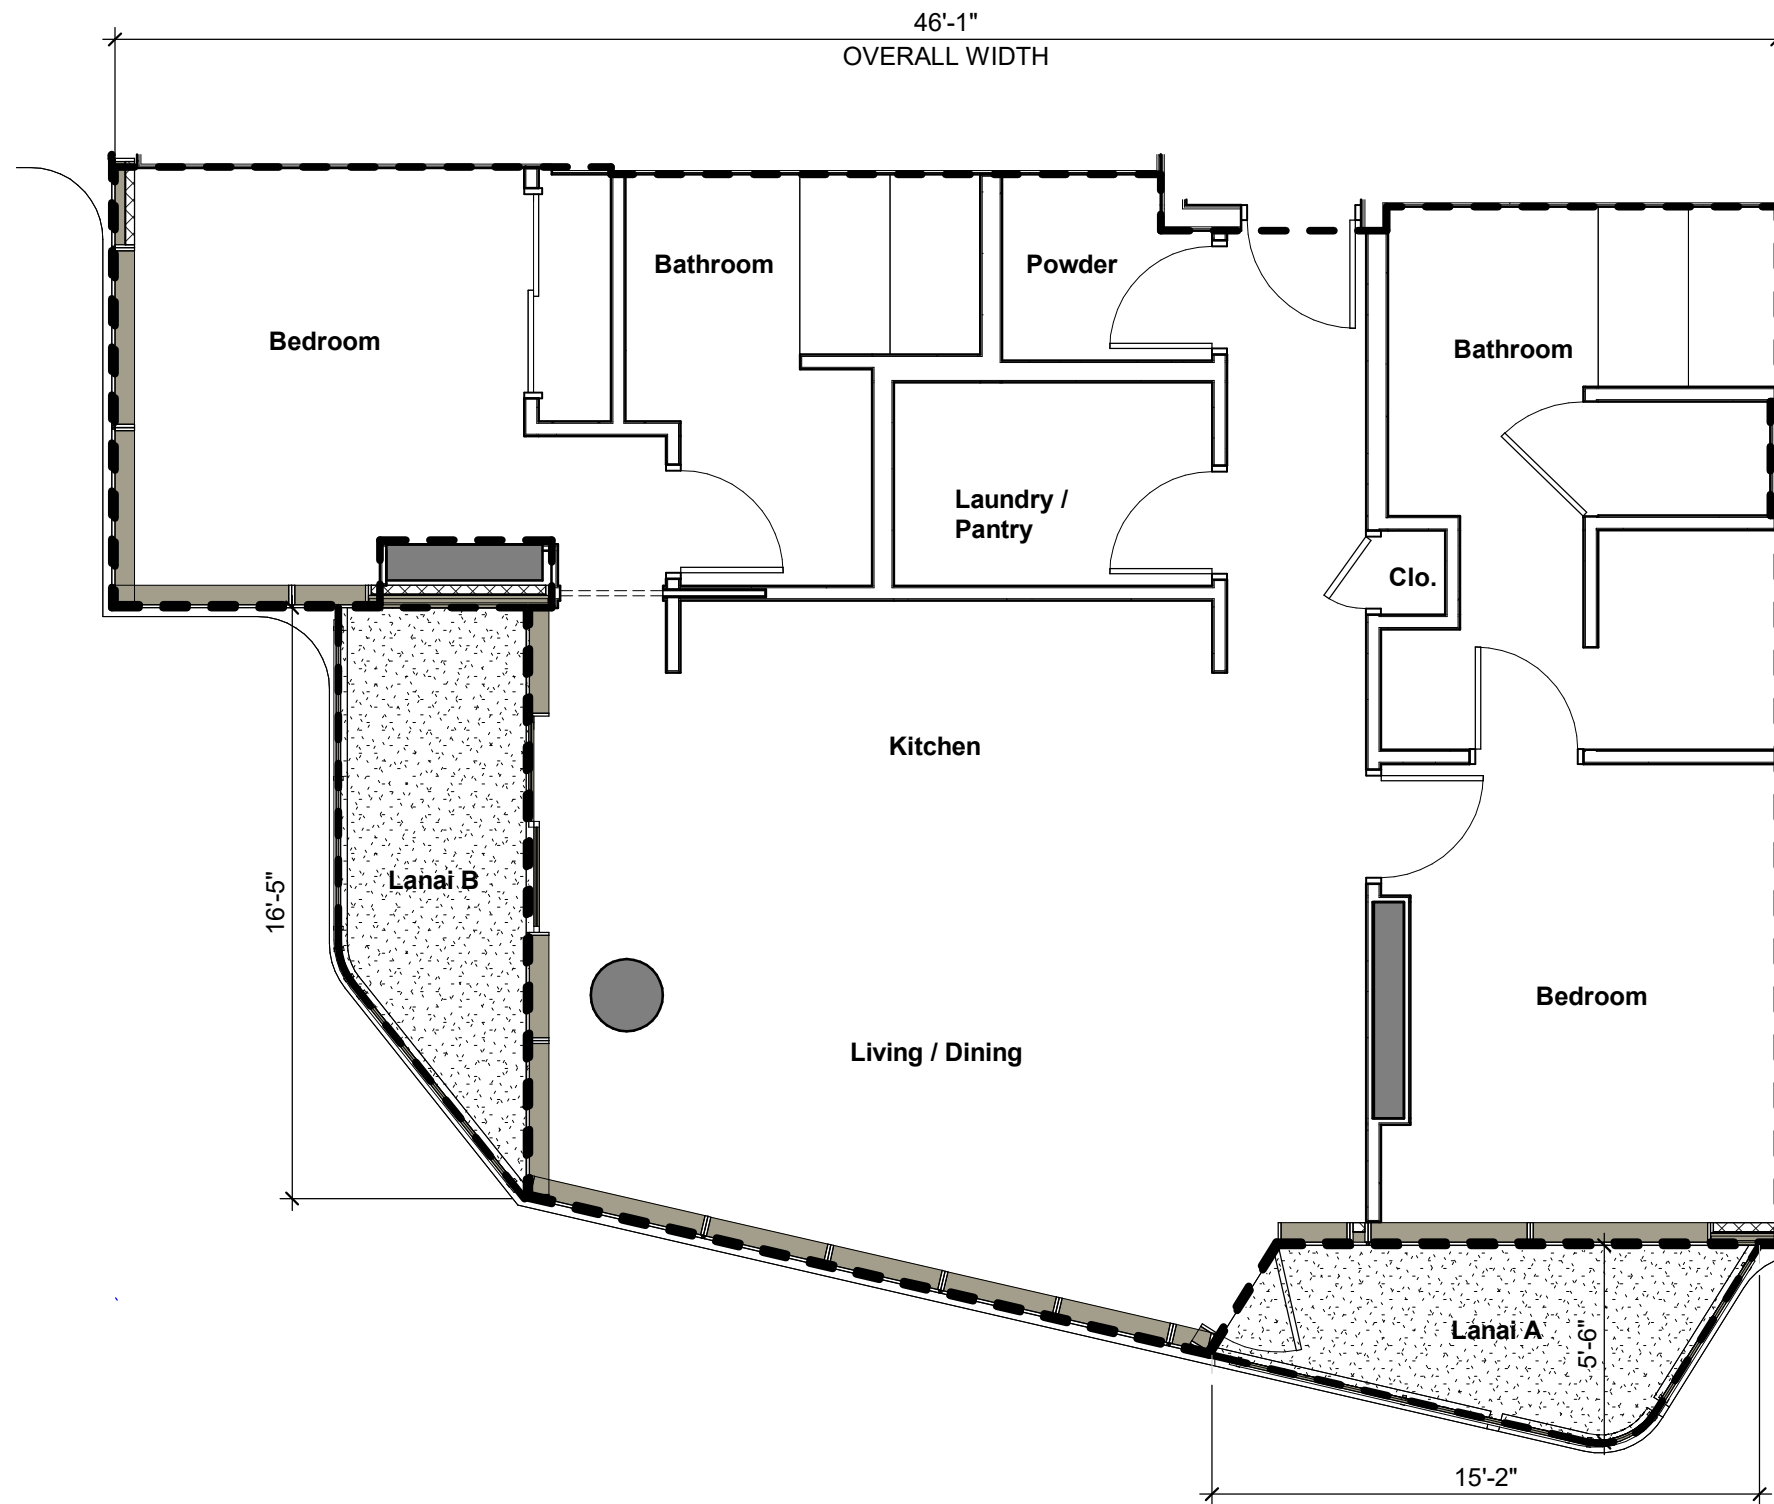 46'-1"
OVERALL WIDTH
Bathroom
Powder
Bedroom
Bathroom
Laundry /
Pantry
Clo.
Kitchen
Lanai B
16'-5"
Bedroom
Living / Dining
Lanai A
5'-6"
15'-2"